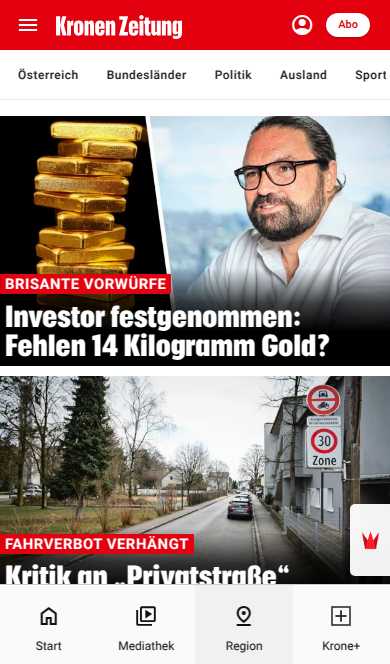 Kronen Zeitung
Abo
Österreich Bundesländer Politik Ausland Sport
BRISANTE VORWÜRFE
Investor festgenommen:
Fehlen 14 Kilogramm Gold?
30
Zone
FAHRVERBOT VERHÄNGT
Kritik an „Privatstraße“
Start Mediathek Region Krone+